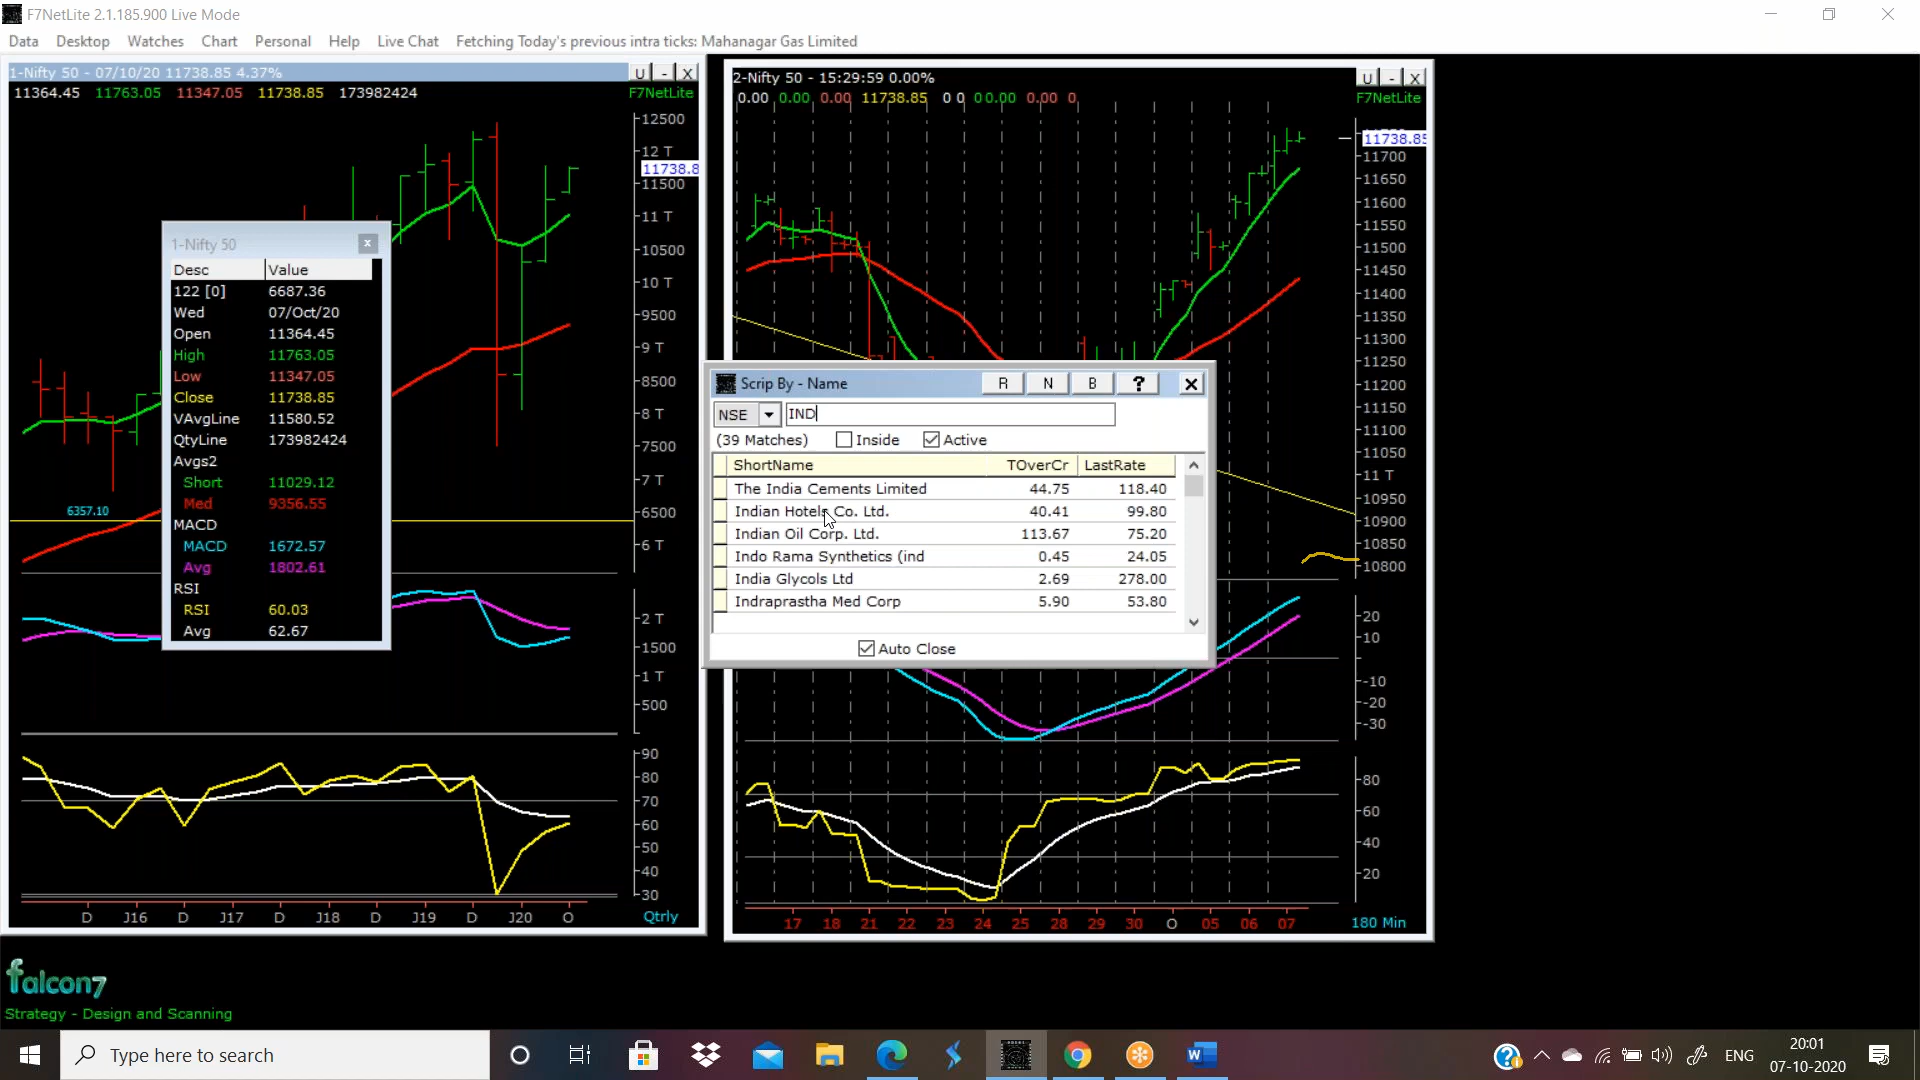 F7NetLite 2.1.185.900 Live Mode
Data Desktop Watches Chart Personal Help Live Chat Fetching Today's previous intra ticks: Mahanagar Gas Limited
1-Nifty 50 - 07/10/20 11738.85 4.37% U - X
11364.45 11763.05 11347.05 11738.85 173982424 F7NetLite
12500
12 T
11738.8
11500
11 T
10500
10 T
9500
9 T
8500
8 T
7500
7 T
6500
6 T
6357.10
2 T
1500
1 T
500
90
80
70
60
50
40
30
D J16 D J17 D J18 D J19 D J20 O Qtrly
1-Nifty 50 x
Desc Value
122 [0] 6687.36
Wed 07/Oct/20
Open 11364.45
High 11763.05
Low 11347.05
Close 11738.85
VAvgLine 11580.52
QtyLine 173982424
Avgs2
Short 11029.12
Med 9356.55
MACD
MACD 1672.57
Avg 1802.61
RSI
RSI 60.03
Avg 62.67
2-Nifty 50 - 15:29:59 0.00% U - X
0.00 0.00 0.00 11738.85 0 0 0 0.00 0.00 0 F7NetLite
11738.85
11700
11650
11600
11550
11500
11450
11400
11350
11300
11250
11200
11150
11100
11050
11 T
10950
10900
10850
10800
20
10
-10
-20
-30
80
60
40
20
17 18 21 22 23 24 25 28 29 30 O 05 06 07 180 Min
Scrip By - Name R N B ? X
NSE IND
(39 Matches) Inside Active
ShortName TOverCr LastRate
The India Cements Limited 44.75 118.40
Indian Hotels Co. Ltd. 40.41 99.80
Indian Oil Corp. Ltd. 113.67 75.20
Indo Rama Synthetics (ind 0.45 24.05
India Glycols Ltd 2.69 278.00
Indraprastha Med Corp 5.90 53.80
Auto Close
falcon7
Strategy - Design and Scanning
Type here to search
ENG
20:01
07-10-2020